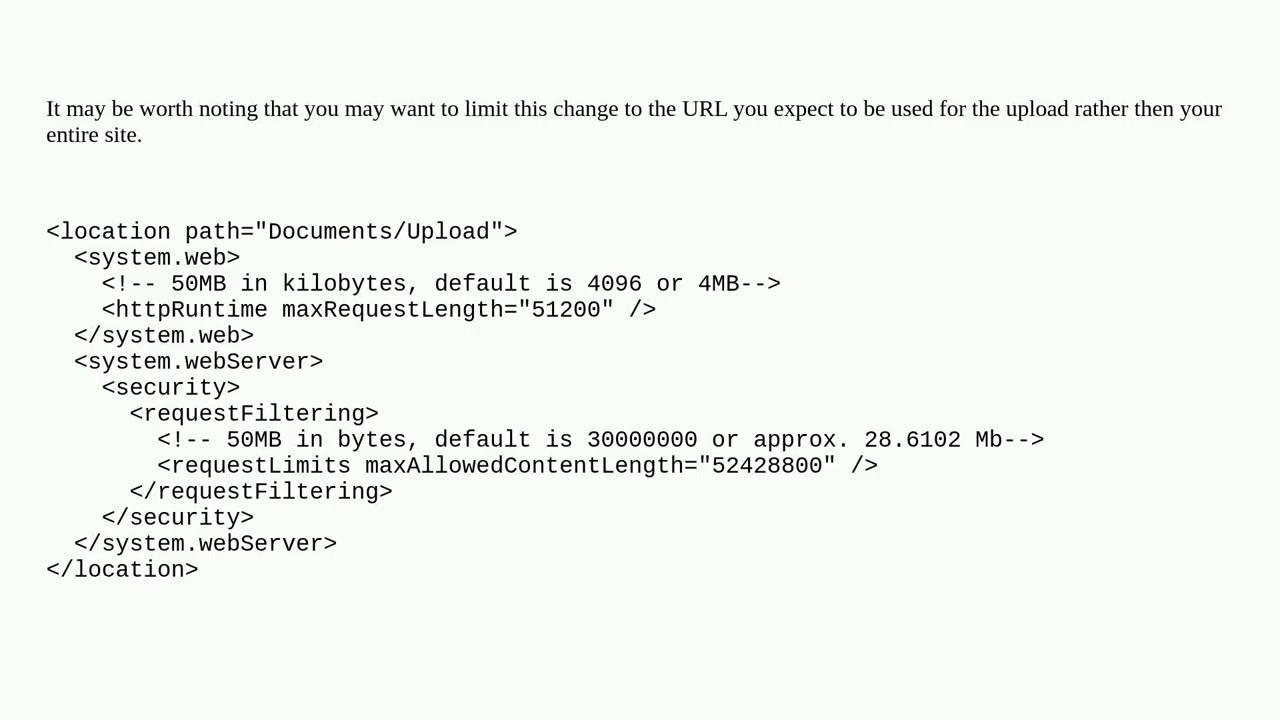 It may be worth noting that you may want to limit this change to the URL you expect to be used for the upload rather then your
entire site.
<location path="Documents/Upload">
  <system.web>
    <!-- 50MB in kilobytes, default is 4096 or 4MB-->
    <httpRuntime maxRequestLength="51200" />
  </system.web>
  <system.webServer>
    <security>
      <requestFiltering>
        <!-- 50MB in bytes, default is 30000000 or approx. 28.6102 Mb-->
        <requestLimits maxAllowedContentLength="52428800" />
      </requestFiltering>
    </security>
  </system.webServer>
</location>